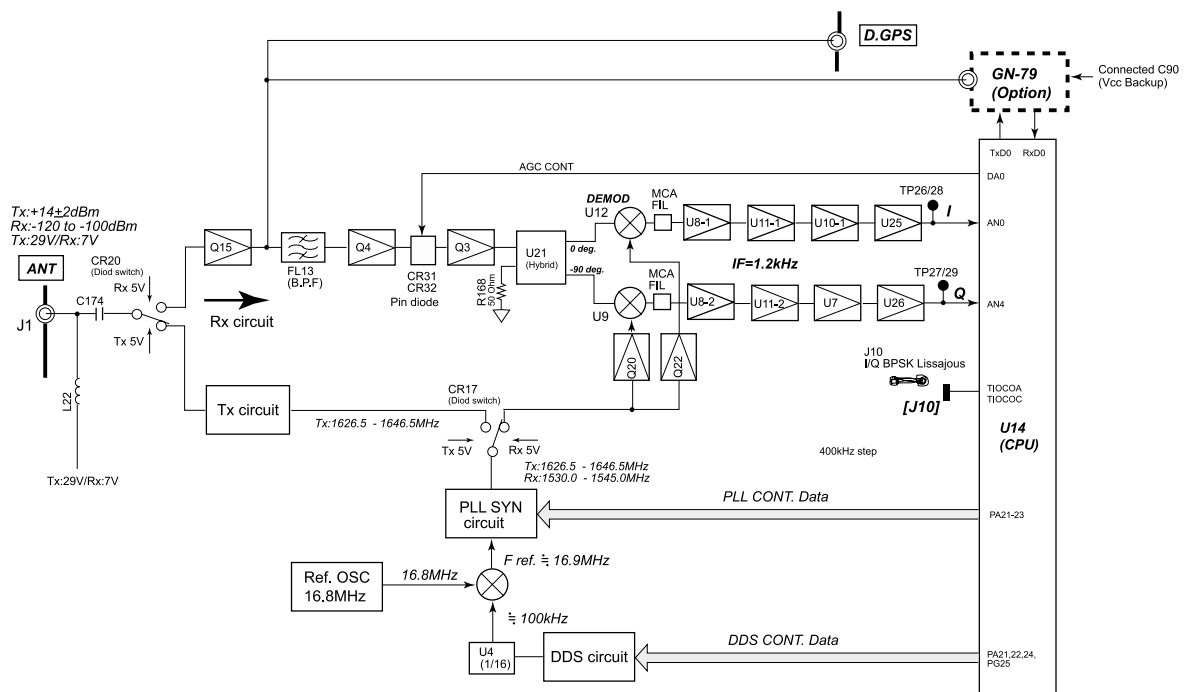 D.GPS
GN-79
(Option)
Connected C90
(Vcc Backup)
TxD0 RxD0
AGC CONT
DA0
Tx:+14±2dBm
Rx:-120 to -100dBm
Tx:29V/Rx:7V
ANT
CR20
(Diod switch)
Rx 5V
C174
J1
Tx 5V
L22
Tx:29V/Rx:7V
Q15
Rx circuit
FL13
(B.P.F)
Q4
CR31
CR32
Pin diode
Q3
R168
50 Ohm
U21
(Hybrid)
0 deg.
-90 deg.
DEMOD
U12
MCA
FIL
U8-1
U11-1
U10-1
U25
TP26/28
I
AN0
IF=1.2kHz
U9
MCA
FIL
U8-2
U11-2
U7
U26
TP27/29
Q
AN4
Q20
Q22
J10
I/Q BPSK Lissajous
[J10]
TIOCOA
TIOCOC
U14
(CPU)
Tx circuit
Tx:1626.5 - 1646.5MHz
CR17
(Diod switch)
Tx 5V
Rx 5V
Tx:1626.5 - 1646.5MHz
Rx:1530.0 - 1545.0MHz
400kHz step
PLL SYN
circuit
PLL CONT. Data
PA21-23
F ref. ≒ 16.9MHz
Ref. OSC
16.8MHz
16.8MHz
≒ 100kHz
U4
(1/16)
DDS circuit
DDS CONT. Data
PA21,22,24,
PG25